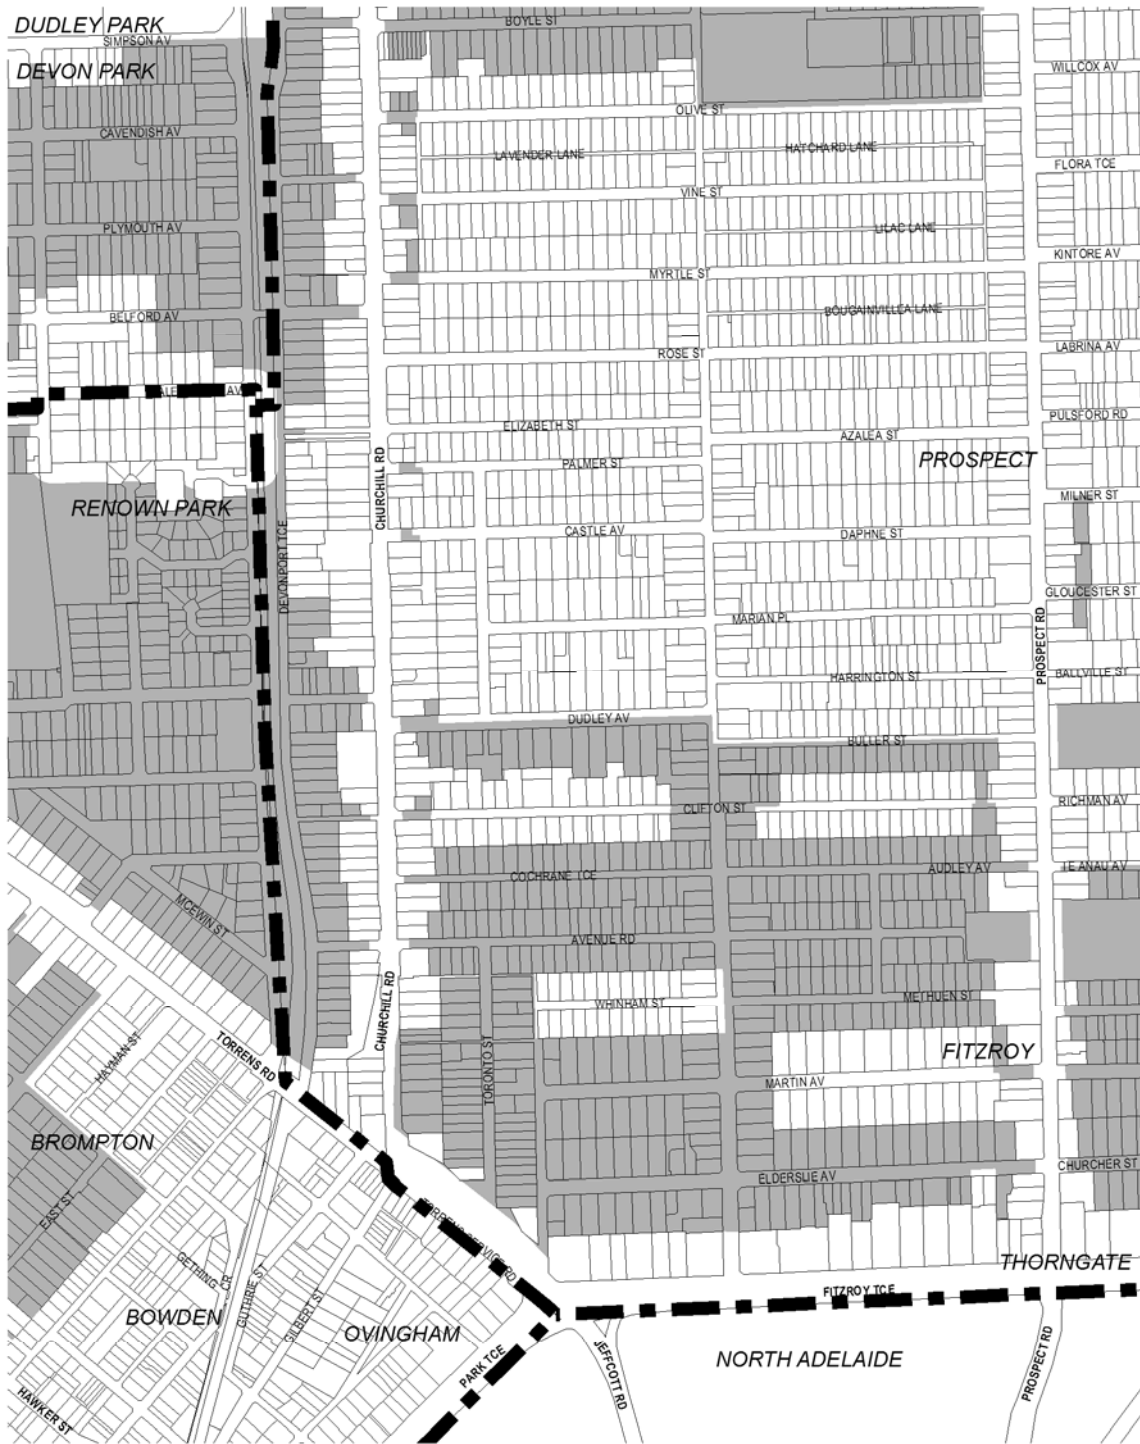 DUDLEY PARK
SIMPSON AV
BOYLE ST
DEVON PARK
WILLCOX AV
OLIVE ST
CAVENDISH AV
LAVENDER LANE
HATCHARD LANE
FLORA TCE
VINE ST
PLYMOUTH AV
LILAC LANE
KINTORE AV
MYRTLE ST
BELFORD AV
BOUGAINVILLEA LANE
LABRINA AV
ROSE ST
AV
PULSFORD RD
ELIZABETH ST
AZALEA ST
CHURCHILL RD
PALMER ST
PROSPECT
MILNER ST
RENOWN PARK
CASTLE AV
DAPHNE ST
DEVONPORT TCE
GLOUCESTER ST
MARIAN PL
PROSPECT RD
HARRINGTON ST
BALLVILLE ST
DUDLEY AV
BULLER ST
CLIFTON ST
RICHMAN AV
COCHRANE TCE
AUDLEY AV
TE ANAU AV
MCEWIN ST
AVENUE RD
CHURCHILL RD
WHINHAM ST
METHUEN ST
HAYMAN ST
TORRENS RD
TORONTO ST
FITZROY
MARTIN AV
BROMPTON
ELDERSLIE AV
CHURCHER ST
EAST ST
TORRENS SERVICE RD
GETHING CR
GUTHRIE ST
GILBERT ST
THORNGATE
FITZROY TCE
BOWDEN
OVINGHAM
PARK TCE
JEFFCOTT RD
NORTH ADELAIDE
PROSPECT RD
HAWKER ST